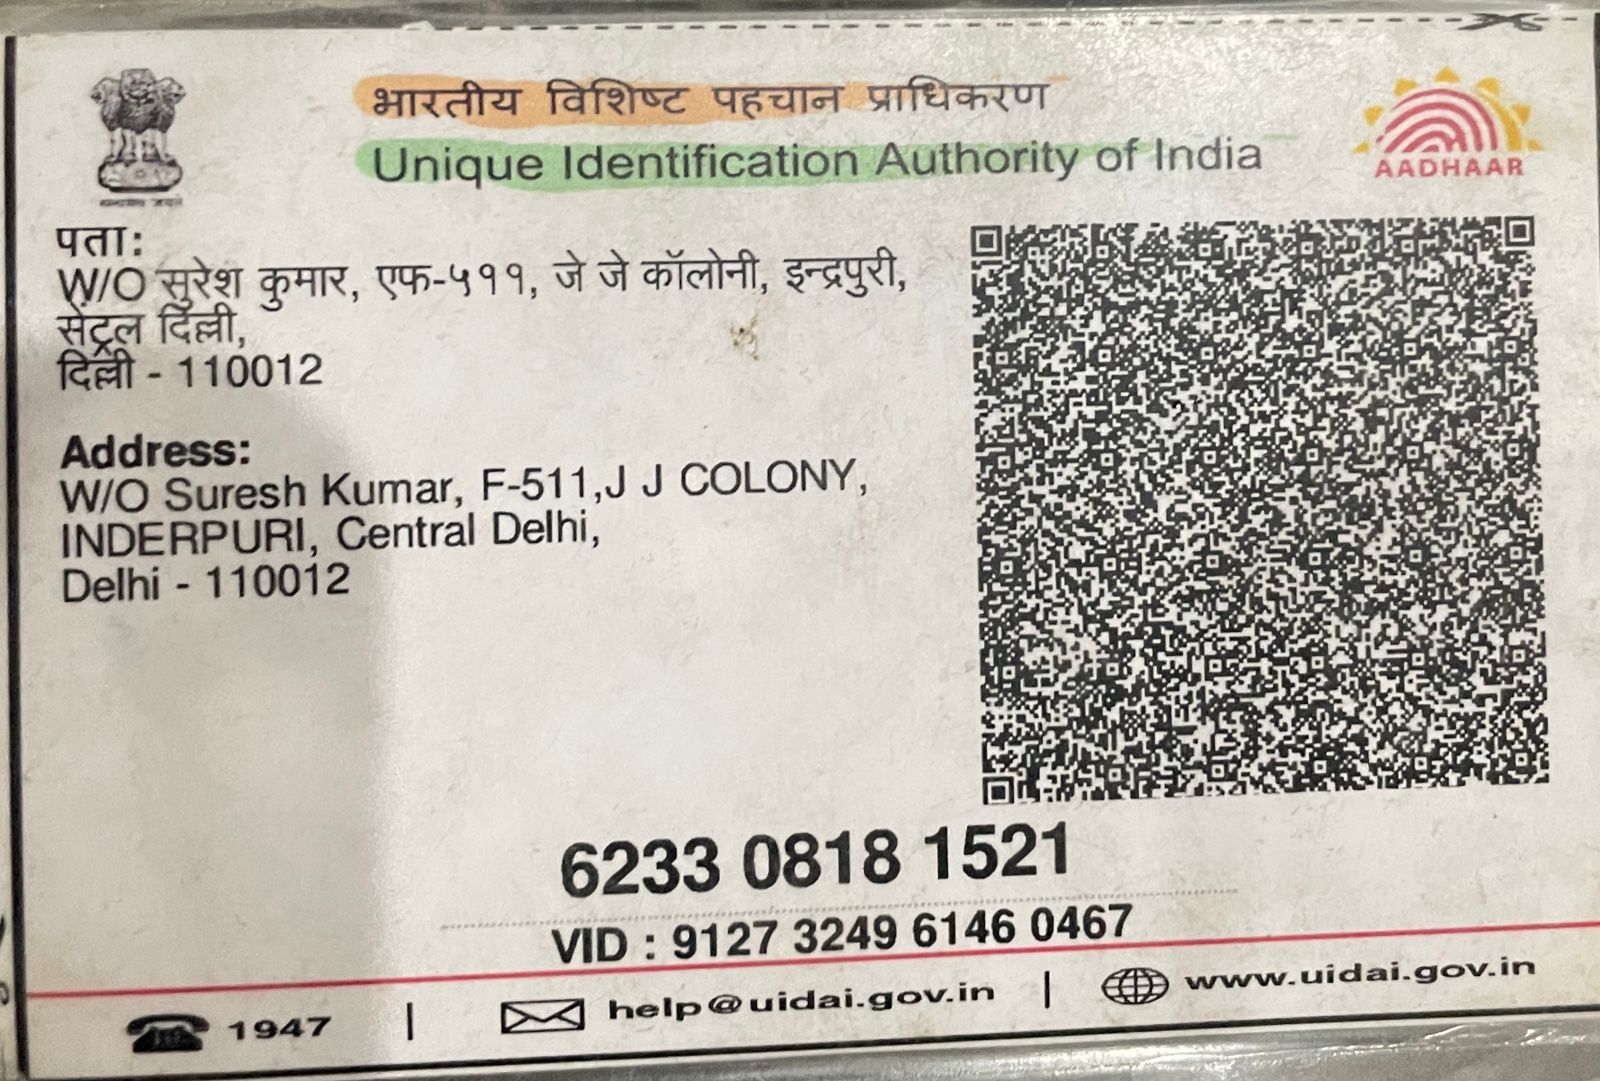 भारतीय विशिष्ट पहचान प्राधिकरण
Unique Identification Authority of India
AADHAAR
पता:
W/O सुरेश कुमार, एफ-५११, जे जे कॉलोनी, इन्द्रपुरी,
सेंट्रल दिल्ली,
दिल्ली - 110012
Address:
W/O Suresh Kumar, F-511,J J COLONY,
INDERPURI, Central Delhi,
Delhi - 110012
6233 0818 1521
VID : 9127 3249 6146 0467
1947 | help@uidai.gov.in | www.uidai.gov.in